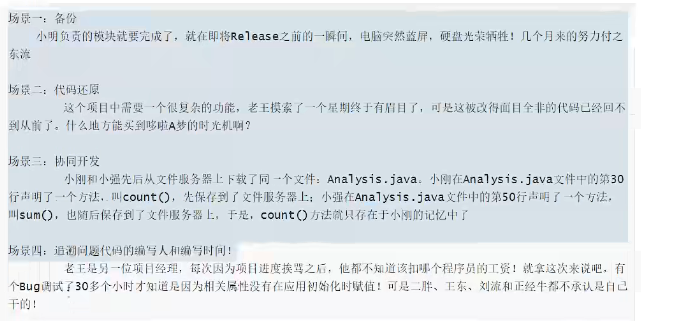 场景一：备份
小明负责的模块就要完成了，就在即将Release之前的一瞬间，电脑突然蓝屏，硬盘光荣牺牲！几个月来的努力付之
东流
场景二：代码还原
这个项目中需要一个很复杂的功能，老王摸索了一个星期终于有眉目了，可是这被改得面目全非的代码已经回不
到从前了。什么地方能买到哆啦A梦的时光机啊？
场景三：协同开发
小刚和小强先后从文件服务器上下载了同一个文件：Analysis.java。小刚在Analysis.java文件中的第30
行声明了一个方法，叫count()，先保存到了文件服务器上；小强在Analysis.java文件中的第50行声明了一个方法，
叫sum()，也随后保存到了文件服务器上，于是，count()方法就只存在于小刚的记忆中了
场景四：追溯问题代码的编写人和编写时间！
老王是另一位项目经理，每次因为项目进度挨骂之后，他都不知道该扣哪个程序员的工资！就拿这次来说吧，有
个Bug调试了30多个小时才知道是因为相关属性没有在应用初始化时赋值！可是二胖、王东、刘流和正经牛都不承认是自己
干的！